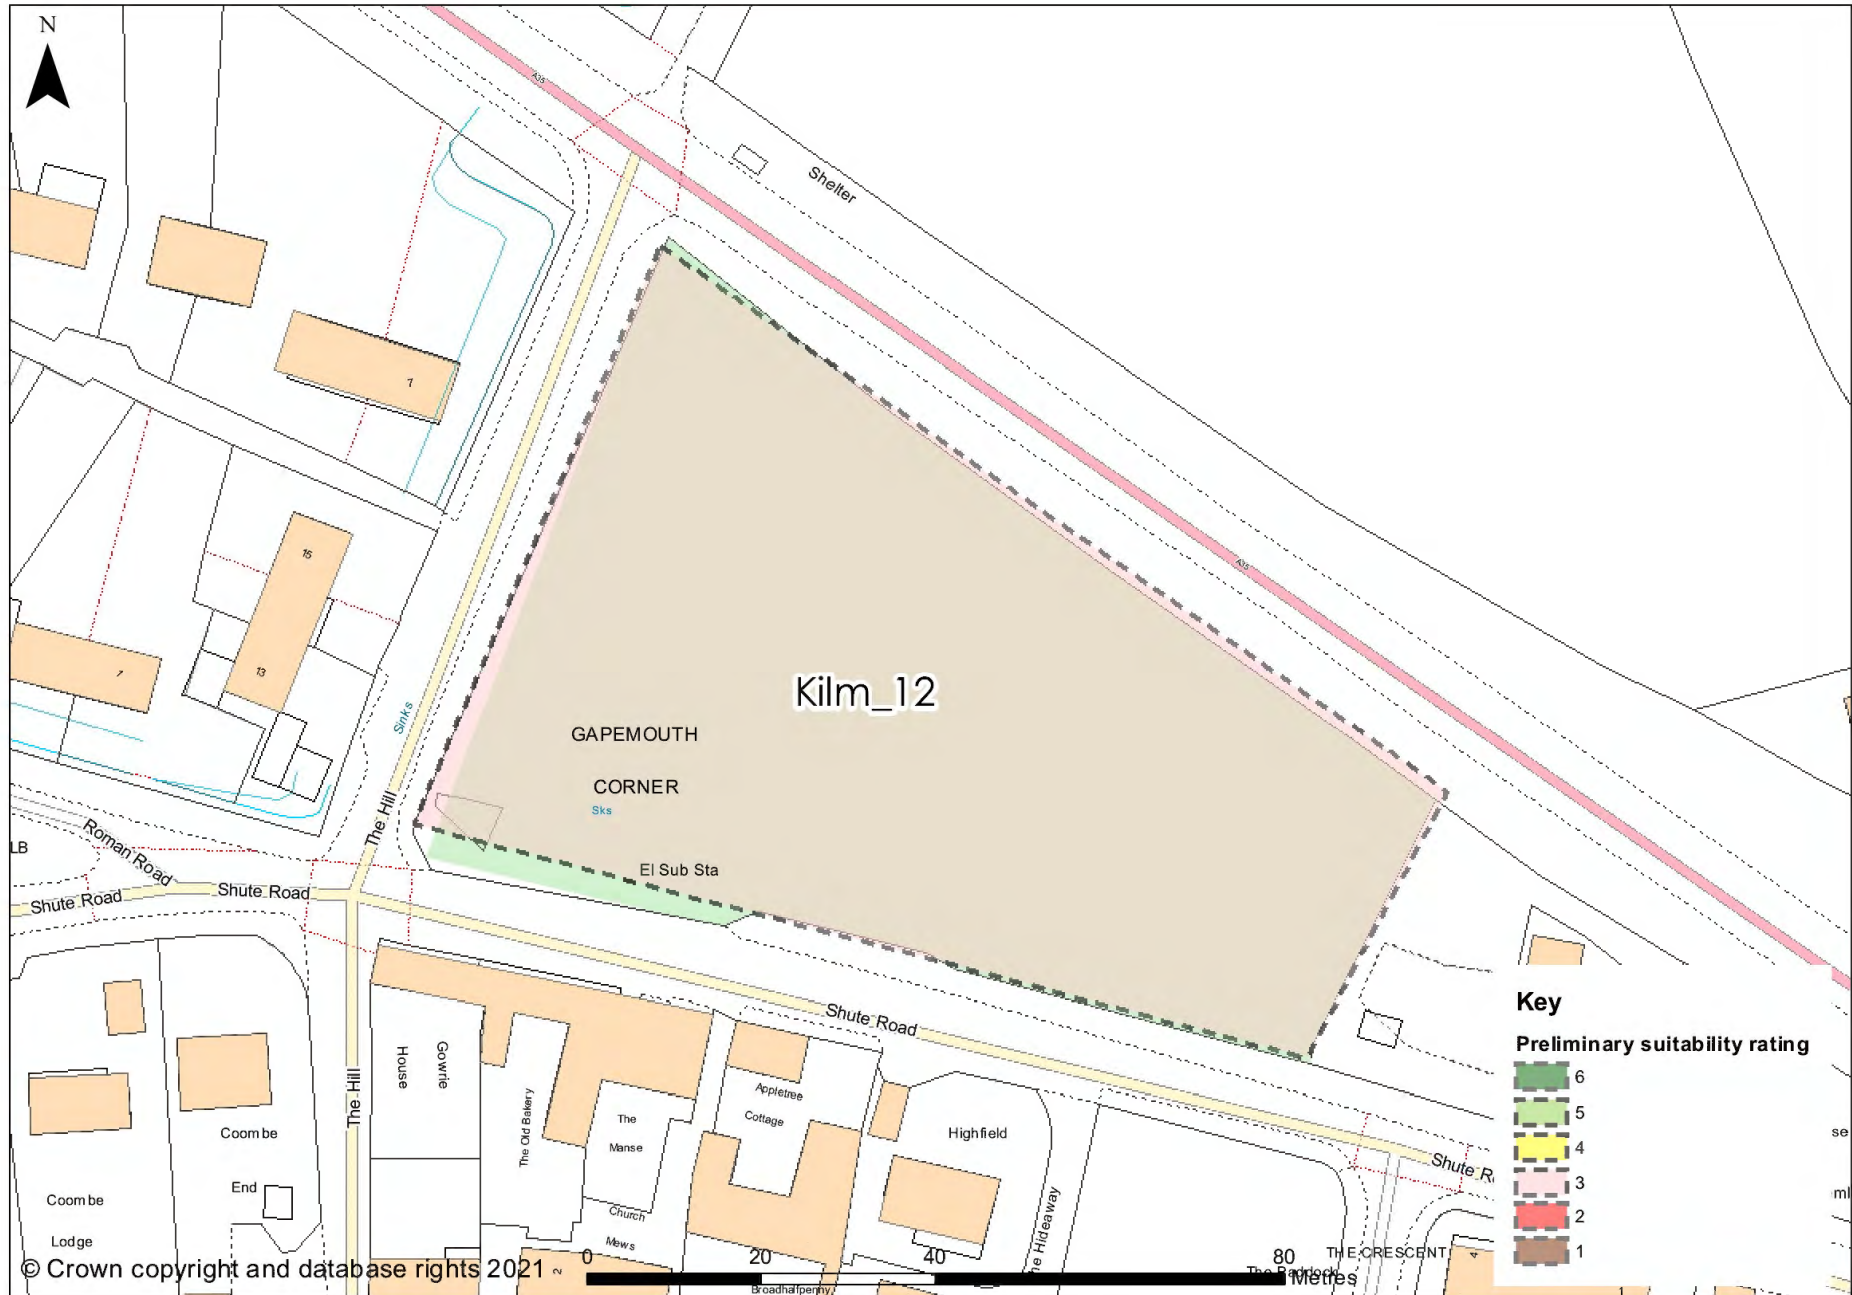 N
A35
Shelter
7
15
13
7
Sinks
Kilm_12
GAPEMOUTH
CORNER
Sks
El Sub Sta
A35
The Hill
LB
Roman Road
Shute Road
Shute Road
Shute Road
The Hill
House
Gowrie
The Old Bakery
The
Manse
Appletree
Cottage
Highfield
Coombe
End
Coombe
Lodge
Church
Mews
2
The Crescent
4
Key
Preliminary suitability rating
6
5
4
3
2
1
0 20 40 80
Metres
© Crown copyright and database rights 2021
Broadhalfpenny